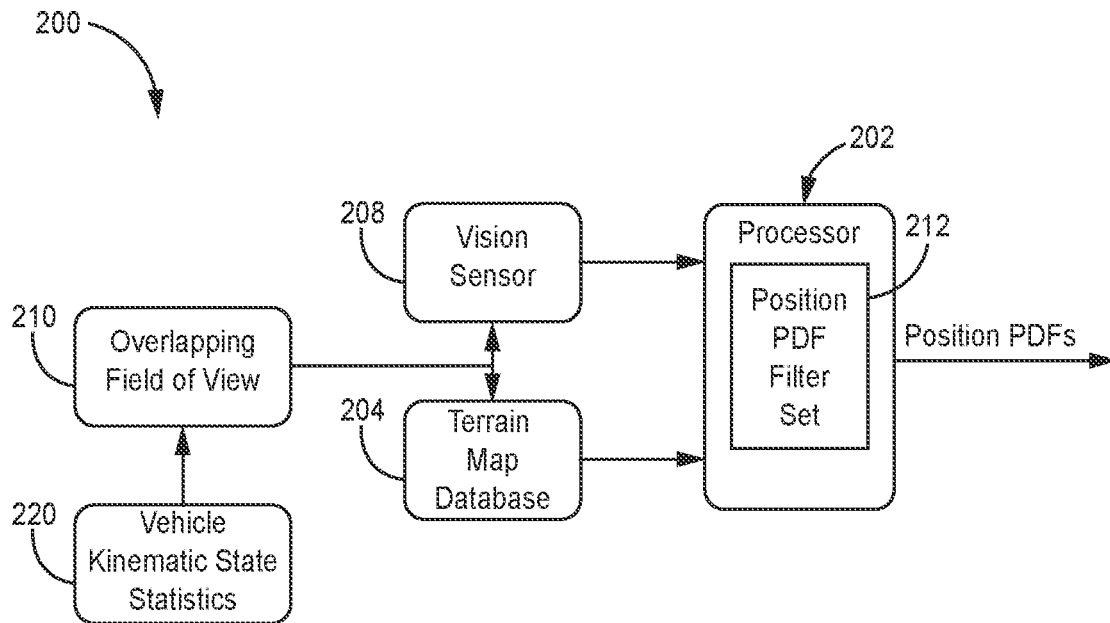 200
202
208
Vision
Sensor
Processor
212
Position
PDF
Filter
Set
Position PDFs
210
Overlapping
Field of View
204
Terrain
Map
Database
220
Vehicle
Kinematic State
Statistics